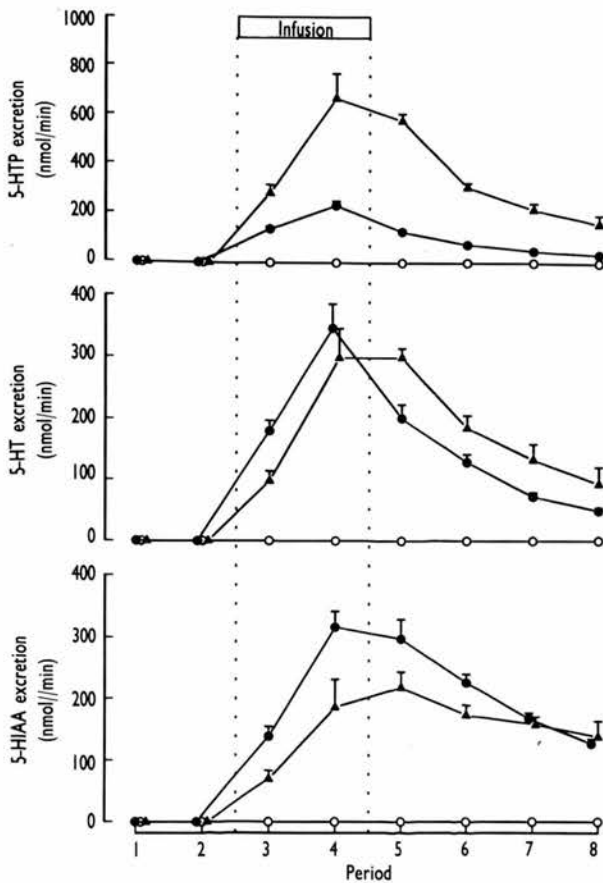 1000
800
600
400
200
0
5-HTP excretion
(nmol/min)
Infusion
300
200
100
0
5-HT excretion
(nmol/min)
300
200
100
0
5-HIAA excretion
(nmol//min)
1 2 3 4 5 6 7 8
Period